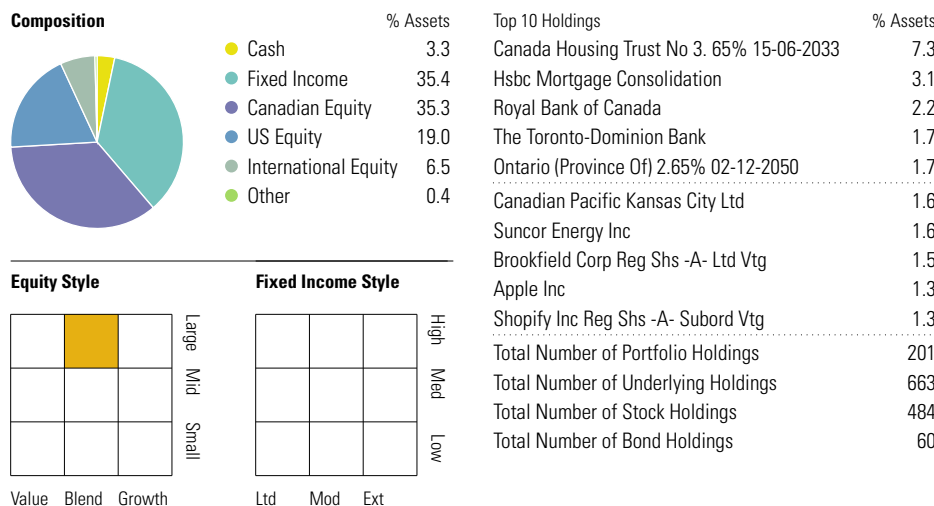 Composition % Assets
Cash 3.3
Fixed Income 35.4
Canadian Equity 35.3
US Equity 19.0
International Equity 6.5
Other 0.4
Equity Style
Large
Mid
Small
Value Blend Growth
Fixed Income Style
High
Med
Low
Ltd Mod Ext
Top 10 Holdings % Assets
Canada Housing Trust No 3. 65% 15-06-2033 7.3
Hsbc Mortgage Consolidation 3.1
Royal Bank of Canada 2.2
The Toronto-Dominion Bank 1.7
Ontario (Province Of) 2.65% 02-12-2050 1.7
Canadian Pacific Kansas City Ltd 1.6
Suncor Energy Inc 1.6
Brookfield Corp Reg Shs -A- Ltd Vtg 1.5
Apple Inc 1.3
Shopify Inc Reg Shs -A- Subord Vtg 1.3
Total Number of Portfolio Holdings 201
Total Number of Underlying Holdings 663
Total Number of Stock Holdings 484
Total Number of Bond Holdings 60